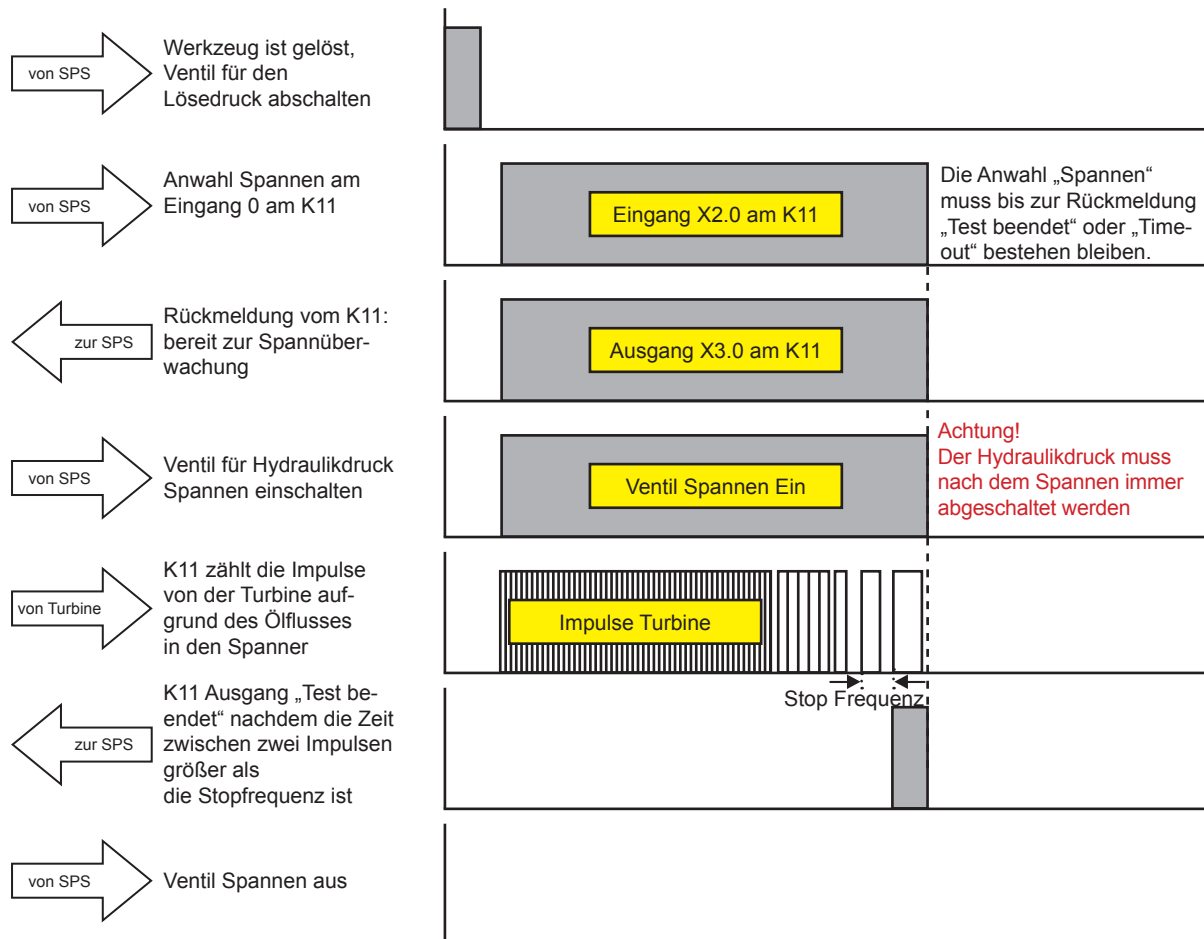 von SPS
Werkzeug ist gelöst,
Ventil für den
Lösedruck abschalten
von SPS
Anwahl Spannen am
Eingang 0 am K11
Eingang X2.0 am K11
Die Anwahl „Spannen“
muss bis zur Rückmeldung
„Test beendet“ oder „Time-
out“ bestehen bleiben.
zur SPS
Rückmeldung vom K11:
bereit zur Spannüber-
wachung
Ausgang X3.0 am K11
von SPS
Ventil für Hydraulikdruck
Spannen einschalten
Ventil Spannen Ein
Achtung!
Der Hydraulikdruck muss
nach dem Spannen immer
abgeschaltet werden
von Turbine
K11 zählt die Impulse
von der Turbine auf-
grund des Ölflusses
in den Spanner
Impulse Turbine
Stop Frequenz
zur SPS
K11 Ausgang „Test be-
endet“ nachdem die Zeit
zwischen zwei Impulsen
größer als
die Stopfrequenz ist
von SPS
Ventil Spannen aus